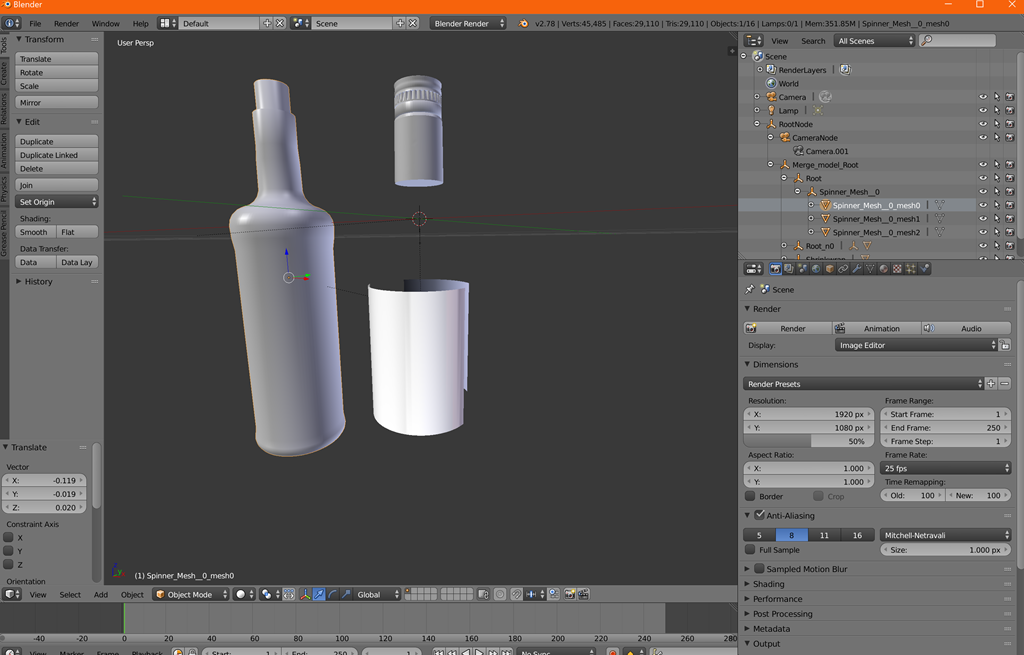 Blender
File Render Window Help Default Scene Blender Render v2.78 | Verts:45,485 | Faces:29,110 | Tris:29,110 | Objects:1/16 | Lamps:0/1 | Mem:351.85M | Spinner_Mesh__0_mesh0
Tools
Create
Relations
Animation
Physics
Grease Pencil
Transform
Translate
Rotate
Scale
Mirror
Edit
Duplicate
Duplicate Linked
Delete
Join
Set Origin
Shading:
Smooth Flat
Data Transfer:
Data Data Lay
History
Translate
Vector
X: -0.119
Y: -0.019
Z: 0.020
Constraint Axis
X
Y
Z
Orientation
User Persp
(1) Spinner_Mesh__0_mesh0
View Select Add Object Object Mode Global
-40 -20 0 20 40 60 80 100 120 140 160 180 200 220 240 260 280
View Marker Frame Playback Start: 1 End: 250 1 No Sync
View Search All Scenes
Scene
RenderLayers
World
Camera
Lamp
RootNode
CameraNode
Camera.001
Merge_model_Root
Root
Spinner_Mesh__0
Spinner_Mesh__0_mesh0
Spinner_Mesh__0_mesh1
Spinner_Mesh__0_mesh2
Root_n0
Scene
Render
Render Animation Audio
Display: Image Editor
Dimensions
Render Presets
Resolution: Frame Range:
X: 1920 px Start Frame: 1
Y: 1080 px End Frame: 250
50% Frame Step: 1
Aspect Ratio: Frame Rate:
X: 1.000 25 fps
Y: 1.000 Time Remapping:
Border Crop Old: 100 New: 100
Anti-Aliasing
5 8 11 16 Mitchell-Netravali
Full Sample Size: 1.000 px
Sampled Motion Blur
Shading
Performance
Post Processing
Metadata
Output